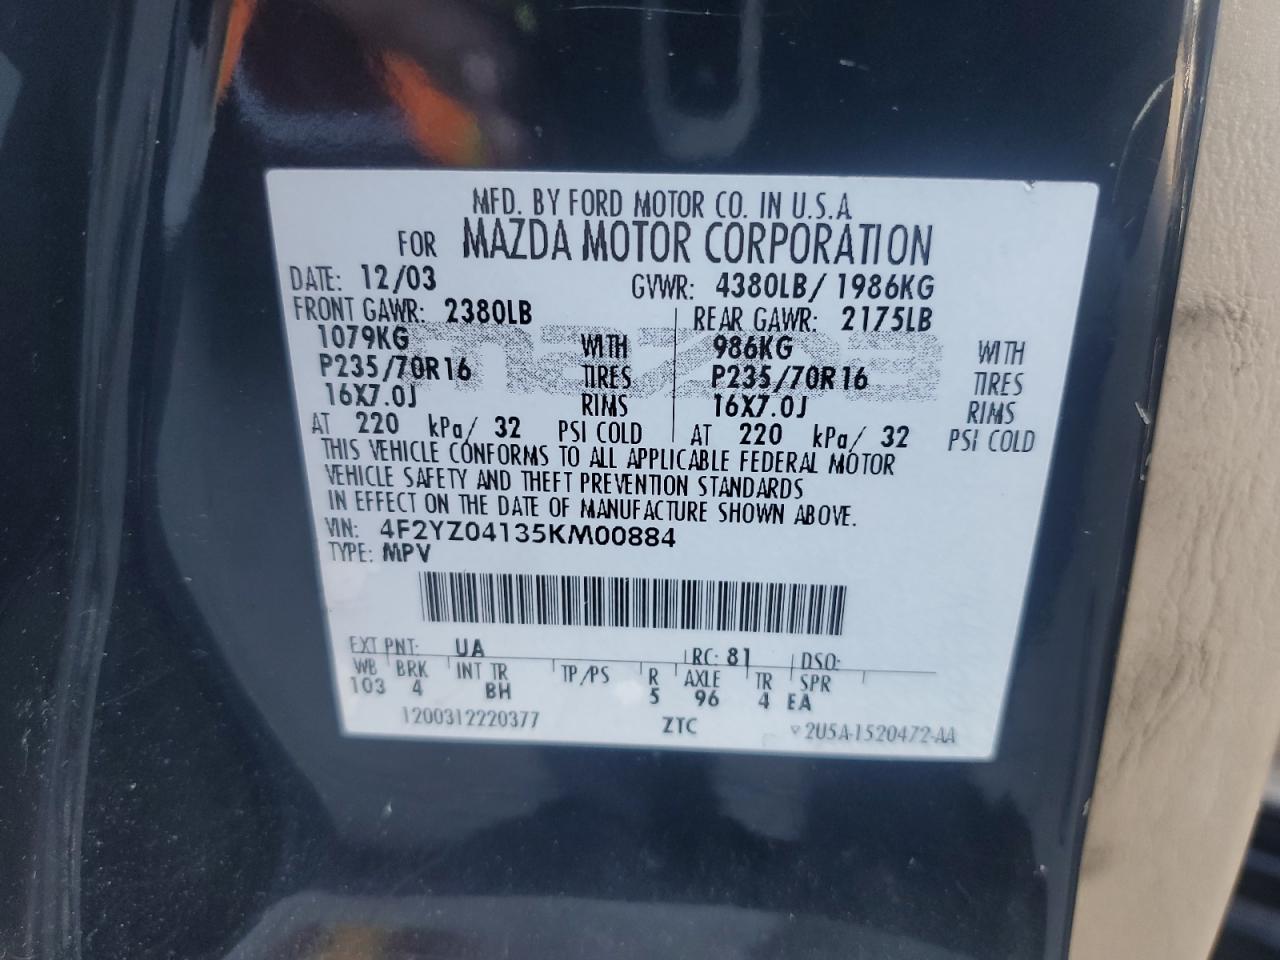 MFD. BY FORD MOTOR CO. IN U.S.A
FOR MAZDA MOTOR CORPORATION
DATE: 12/03 GVWR: 4380LB/1986KG
FRONT GAWR: 2380LB REAR GAWR: 2175LB
1079KG WITH 986KG WITH
P235/70R16 TIRES P235/70R16 TIRES
16X7.0J RIMS 16X7.0J RIMS
AT 220 kPa/ 32 PSI COLD AT 220 kPa/ 32 PSI COLD
THIS VEHICLE CONFORMS TO ALL APPLICABLE FEDERAL MOTOR
VEHICLE SAFETY AND THEFT PREVENTION STANDARDS
IN EFFECT ON THE DATE OF MANUFACTURE SHOWN ABOVE.
VIN: 4F2YZ04135KM00884
TYPE: MPV
EXT PNT: UA RC: 81 DSO:
WB BRK INT TR TP/PS R AXLE TR SPR
103 4 BH 5 96 4 EA
1200312220377 ZTC 2U5A-1520472-AA
mazda